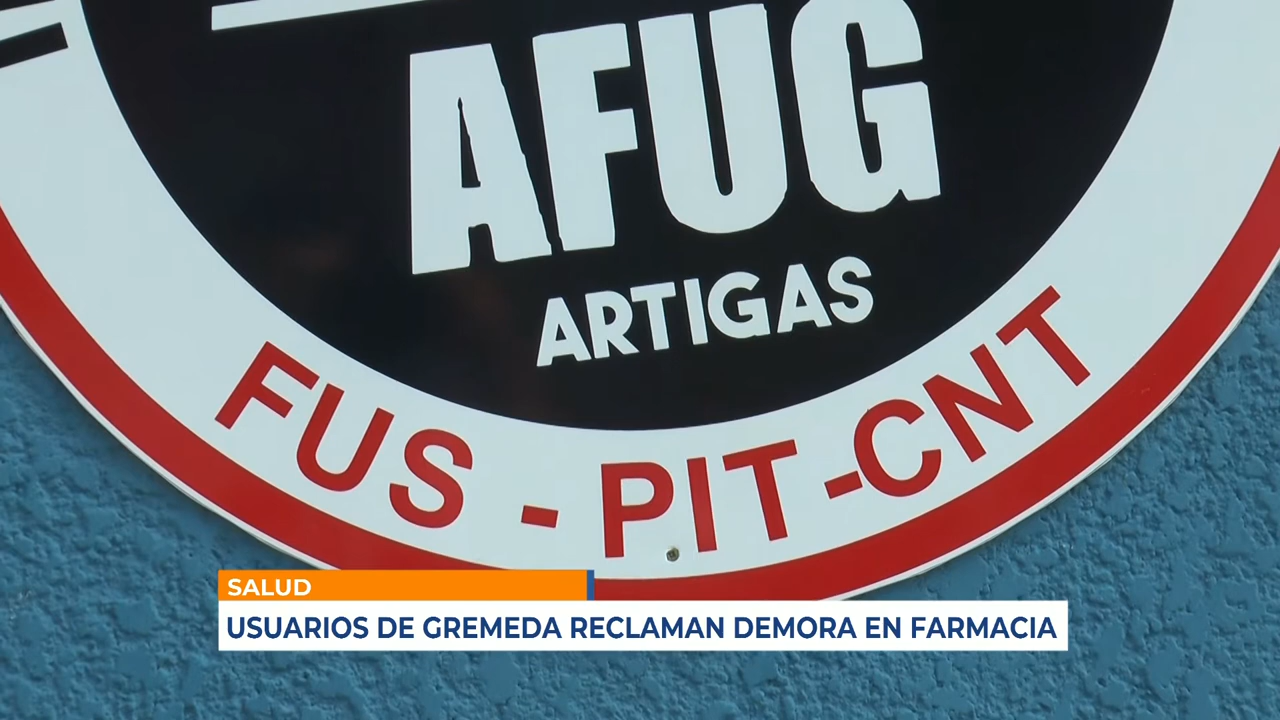 AFUG
ARTIGAS
FUS - PIT-CNT
SALUD
USUARIOS DE GREMEDA RECLAMAN DEMORA EN FARMACIA